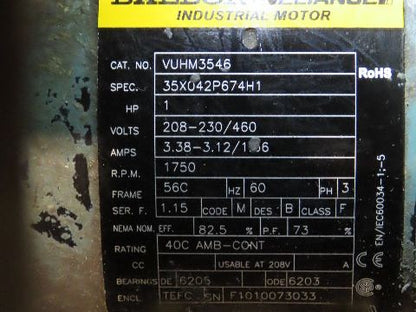 BALDOR • RELIANCE
INDUSTRIAL MOTOR
CAT. NO. VUHM3546
SPEC. 35X042P674H1
RoHS
HP 1
VOLTS 208-230/460
AMPS 3.38-3.12/1.56
R.P.M. 1750
FRAME 56C HZ 60 PH 3
SER. F. 1.15 CODE M DES B CLASS F
NEMA NOM. EFF. 82.5 % P.F. 73 %
RATING 40C AMB-CONT
CC USABLE AT 208V A
BEARINGS DE 6205 ODE 6203
ENCL. TEFC SN F1010073033
EN/IEC60034-1;-5
CE